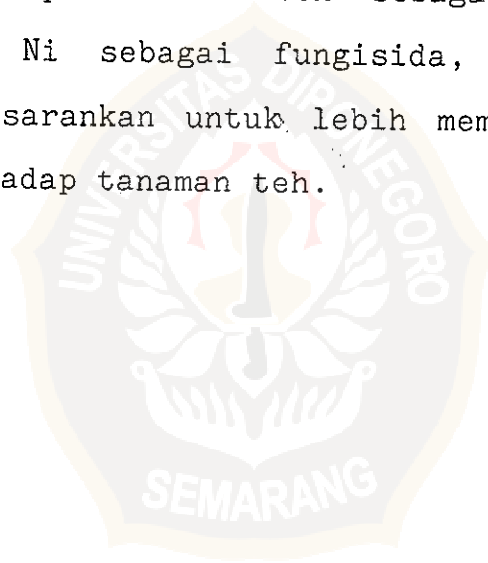 Ni sebagai fungisida,
sarankan untuk lebih mem
adap tanaman teh.
UNIVERSITAS DIPONEGORO
SEMARANG